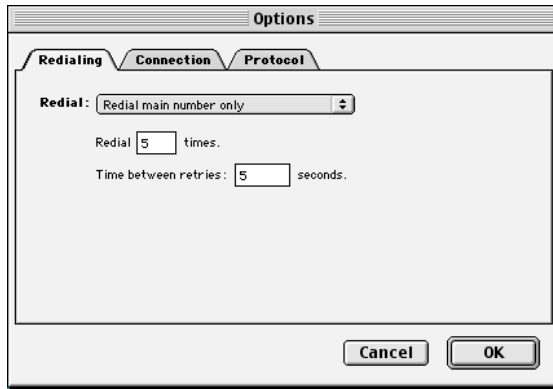 Options
Redialing Connection Protocol
Redial: Redial main number only
Redial 5 times.
Time between retries: 5 seconds.
Cancel OK